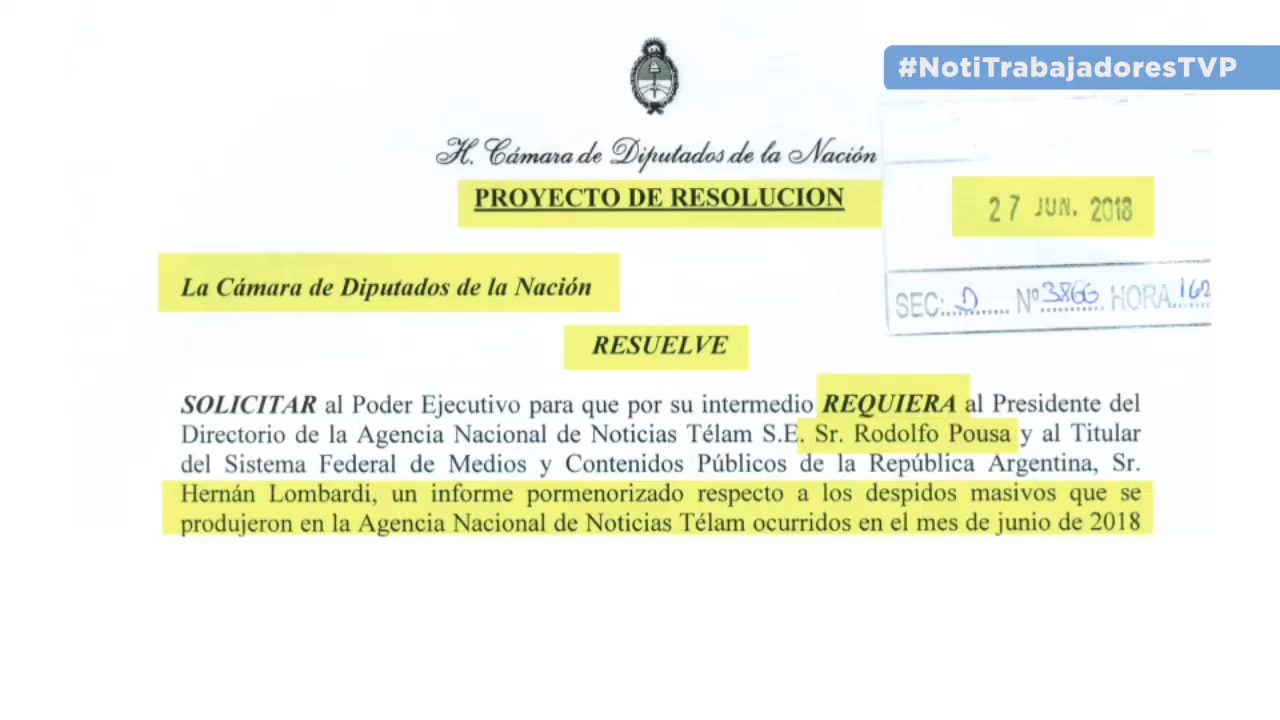 #NotiTrabajadoresTVP
H. Cámara de Diputados de la Nación
PROYECTO DE RESOLUCION
27 JUN. 2018
SEC: D Nº 3866 HORA 162
La Cámara de Diputados de la Nación
RESUELVE
SOLICITAR al Poder Ejecutivo para que por su intermedio REQUIERA al Presidente del
Directorio de la Agencia Nacional de Noticias Télam S.E. Sr. Rodolfo Pousa y al Titular
del Sistema Federal de Medios y Contenidos Públicos de la República Argentina, Sr.
Hernán Lombardi, un informe pormenorizado respecto a los despidos masivos que se
produjeron en la Agencia Nacional de Noticias Télam ocurridos en el mes de junio de 2018